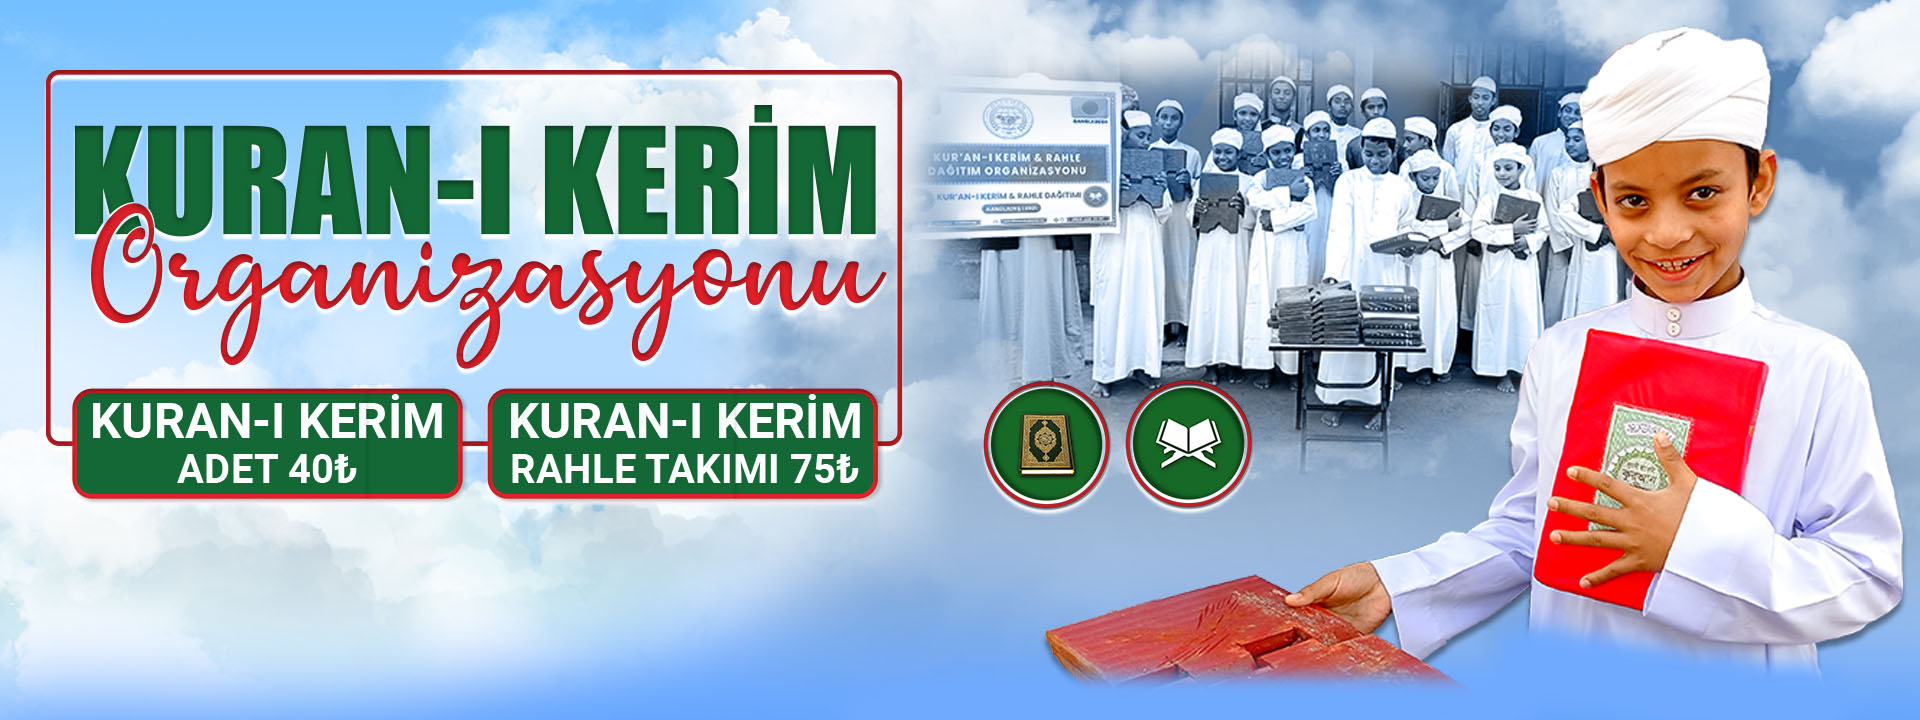 KURAN-I KERİM
Organizasyonu
KURAN-I KERİM
ADET 40₺
KURAN-I KERİM
RAHLE TAKIMI 75₺
BANGLADESH
KUR'AN-I KERİM & RAHLE
DAĞITIM ORGANİZASYONU
KUR'AN-I KERİM & RAHLE DAĞITIMI